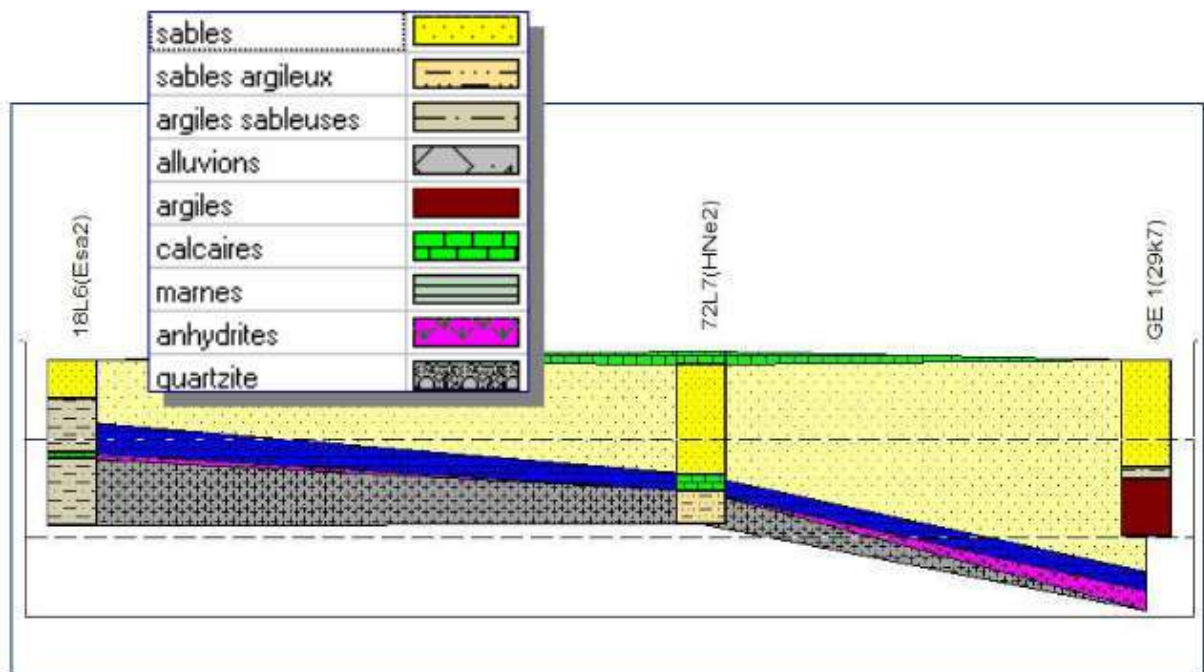 sables
sables argileux
argiles sableuses
alluvions
argiles
calcaires
marnes
anhydrites
quartzite
18L6(Esa2)
72L7(HNe2)
GE 1(29k7)